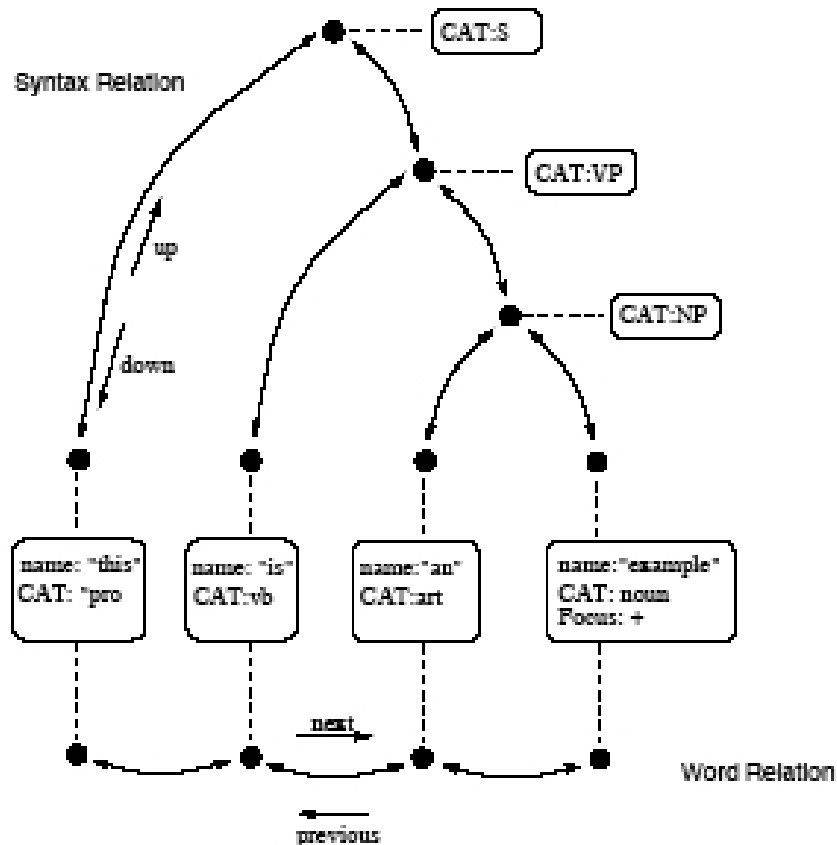 CAT:S
Syntax Relation
CAT:VP
up
CAT:NP
down
name: "this"
CAT: "pro
name: "is"
CAT:vb
name:"an"
CAT:art
name:"example"
CAT: noun
Focus: +
next
Word Relation
previous